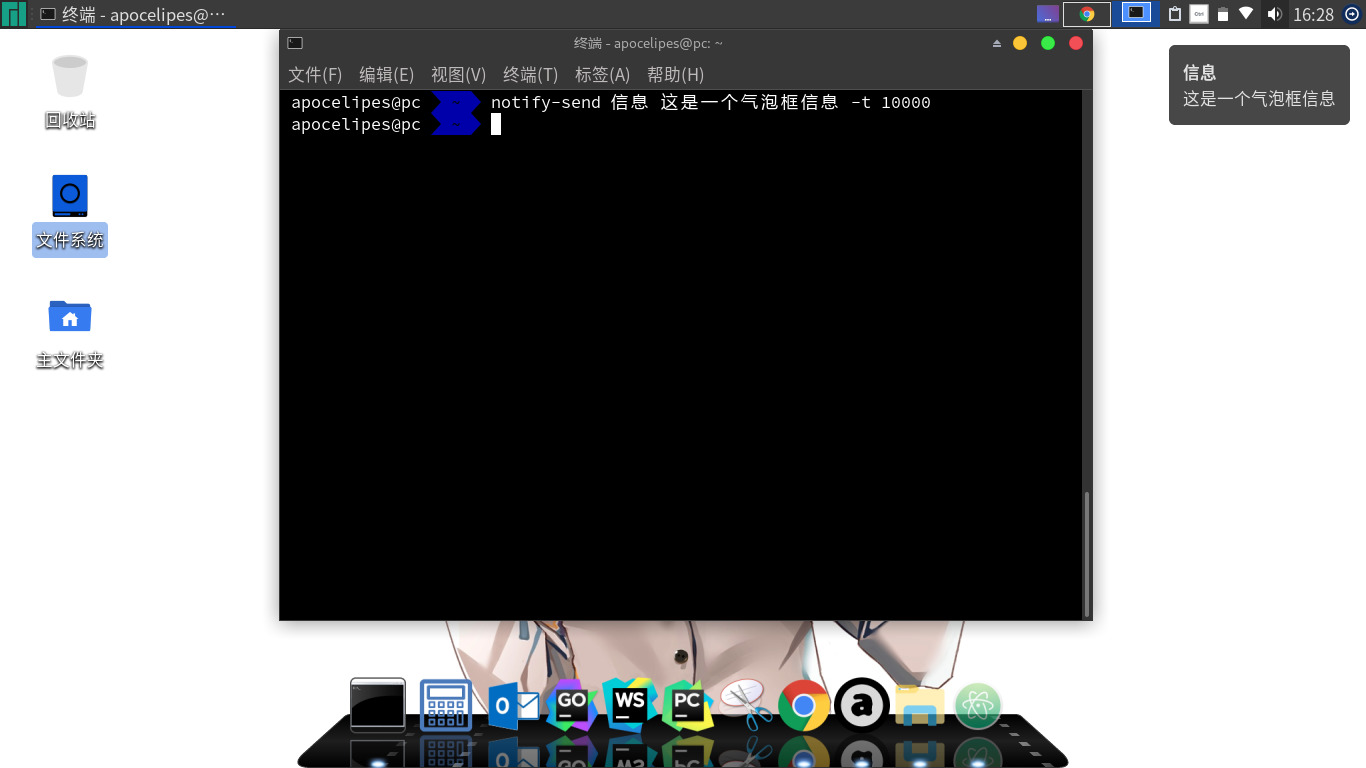 终端 - apocelipes@⋯
Ctrl
16:28
终端 - apocelipes@pc: ~
文件(F) 编辑(E) 视图(V) 终端(T) 标签(A) 帮助(H)
apocelipes@pc ~ notify-send 信息 这是一个气泡框信息 -t 10000
apocelipes@pc ~
信息
这是一个气泡框信息
回收站
文件系统
主文件夹
O
GO
WS
PC
a